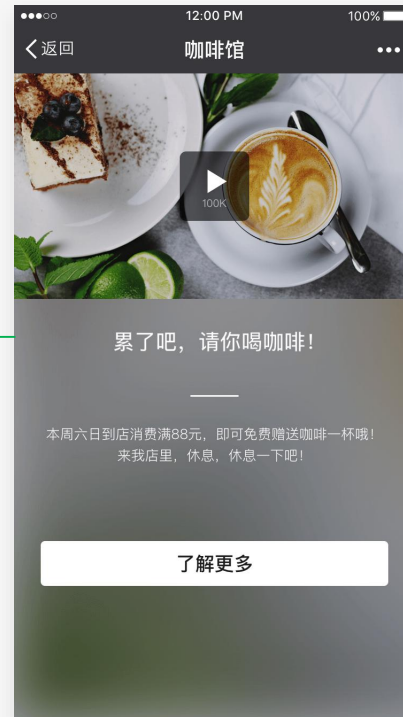 12:00 PM
100%
返回
咖啡馆
100K
累了吧，请你喝咖啡！
本周六日到店消费满88元，即可免费赠送咖啡一杯哦！
来我店里，休息，休息一下吧！
了解更多